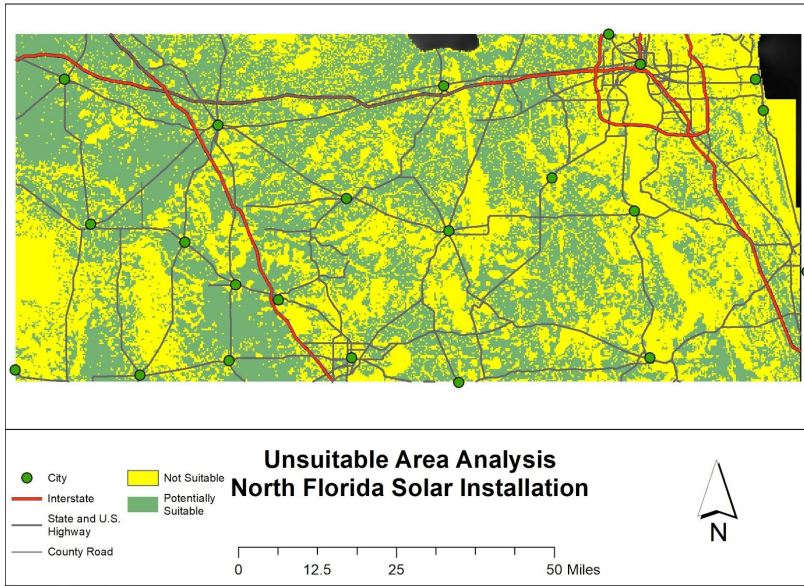 Unsuitable Area Analysis
North Florida Solar Installation
City
Interstate
State and U.S.
Highway
County Road
Not Suitable
Potentially
Suitable
0 12.5 25 50 Miles
N